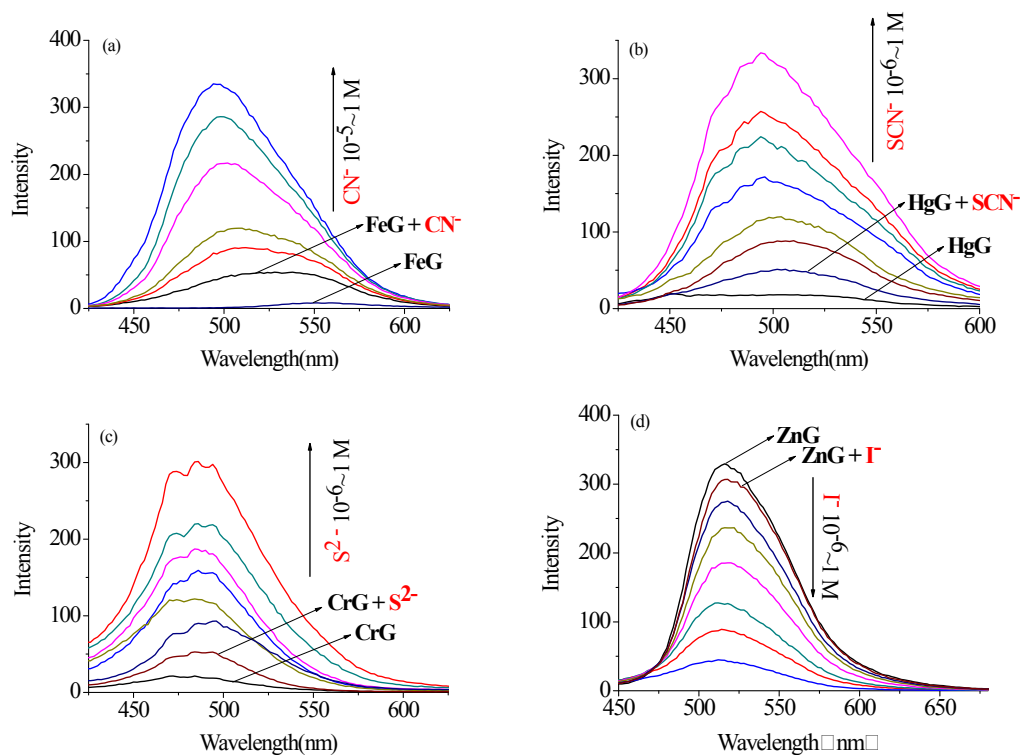 (a)
400
300
200
100
0
Intensity
CN- 10-5~1 M
FeG + CN-
FeG
450 500 550 600
Wavelength(nm)
(b)
300
200
100
0
Intensity
SCN- 10-6~1 M
HgG + SCN-
HgG
450 500 550 600
Wavelength(nm)
(c)
300
200
100
0
Intensity
S2- 10-6~1 M
CrG + S2-
CrG
450 500 550 600
Wavelength(nm)
(d)
400
300
200
100
0
Intensity
ZnG
ZnG + I-
I- 10-6~1 M
450 500 550 600 650
Wavelength□nm□